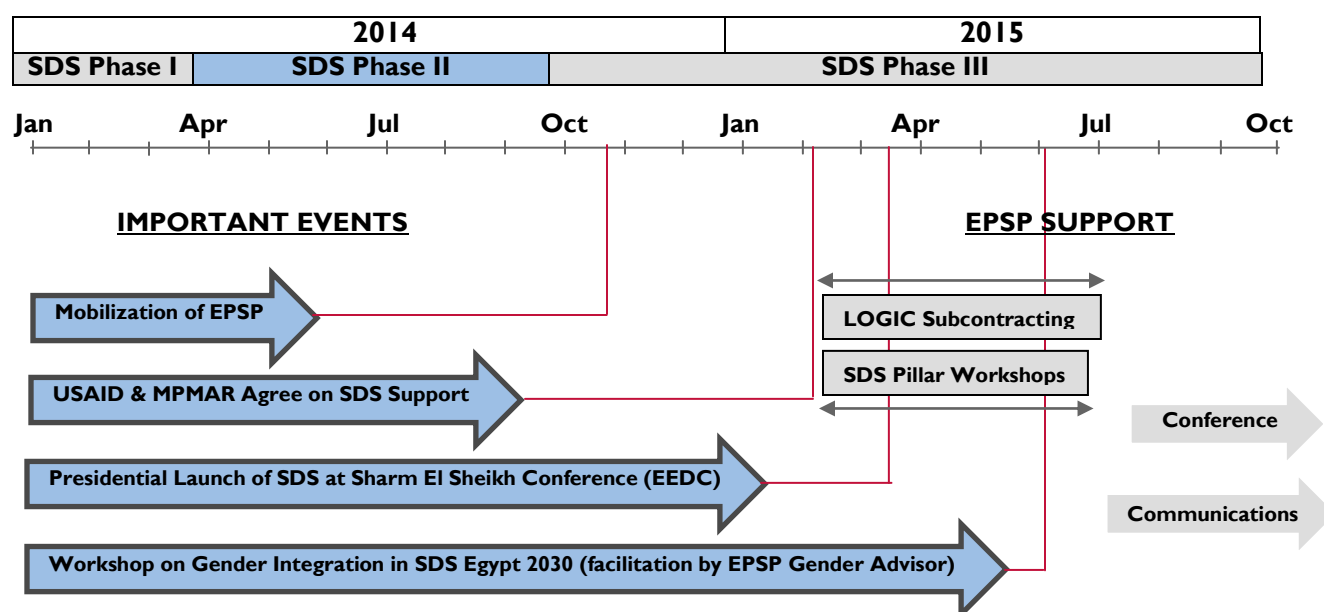 2014 2015
SDS Phase I SDS Phase II SDS Phase III
Jan Apr Jul Oct Jan Apr Jul Oct
IMPORTANT EVENTS EPSP SUPPORT
Mobilization of EPSP
LOGIC Subcontracting
USAID & MPMAR Agree on SDS Support
SDS Pillar Workshops
Conference
Presidential Launch of SDS at Sharm El Sheikh Conference (EEDC)
Communications
Workshop on Gender Integration in SDS Egypt 2030 (facilitation by EPSP Gender Advisor)